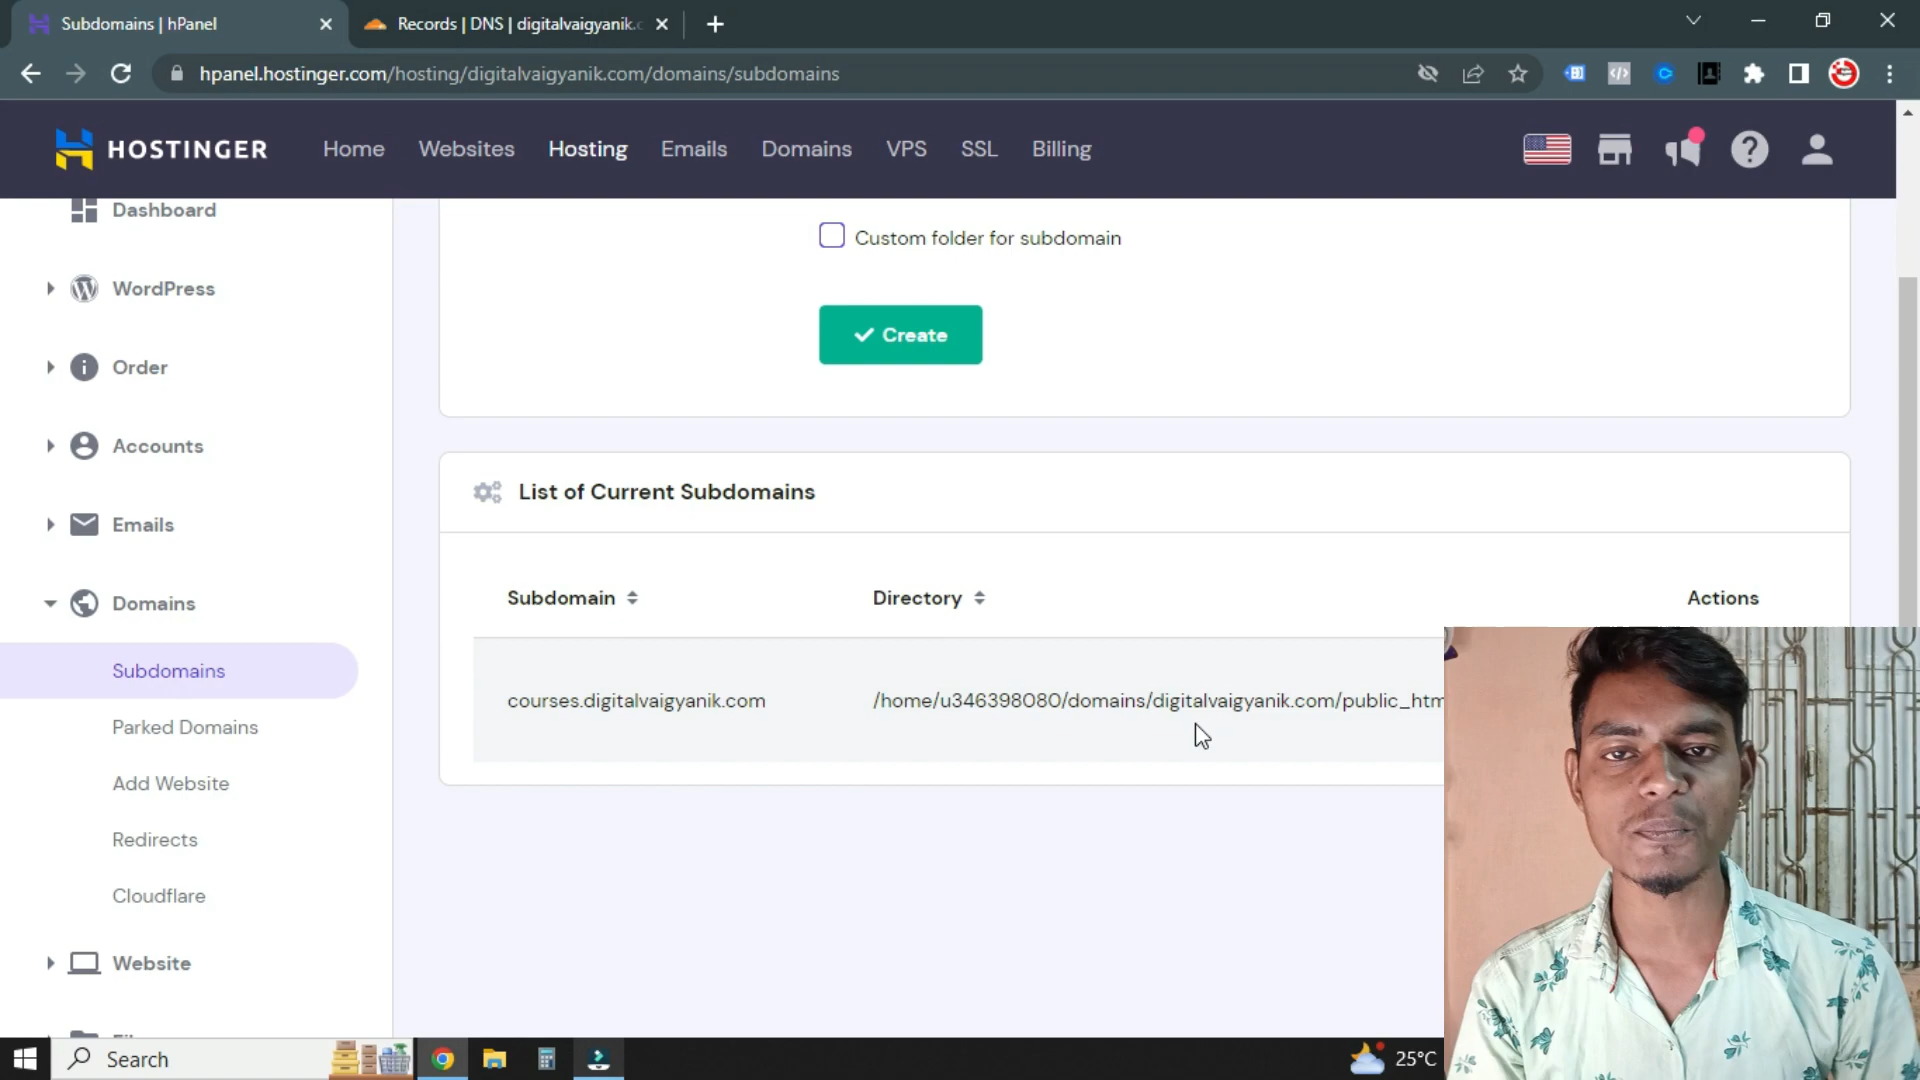 Subdomains | hPanel
Records | DNS | digitalvaigyanik.c
hpanel.hostinger.com/hosting/digitalvaigyanik.com/domains/subdomains
HOSTINGER
Home
Websites
Hosting
Emails
Domains
VPS
SSL
Billing
Dashboard
WordPress
Order
Accounts
Emails
Domains
Subdomains
Parked Domains
Add Website
Redirects
Cloudflare
Website
Custom folder for subdomain
Create
List of Current Subdomains
Subdomain
Directory
Actions
courses.digitalvaigyanik.com
/home/u346398080/domains/digitalvaigyanik.com/public_htm
Search
25°C